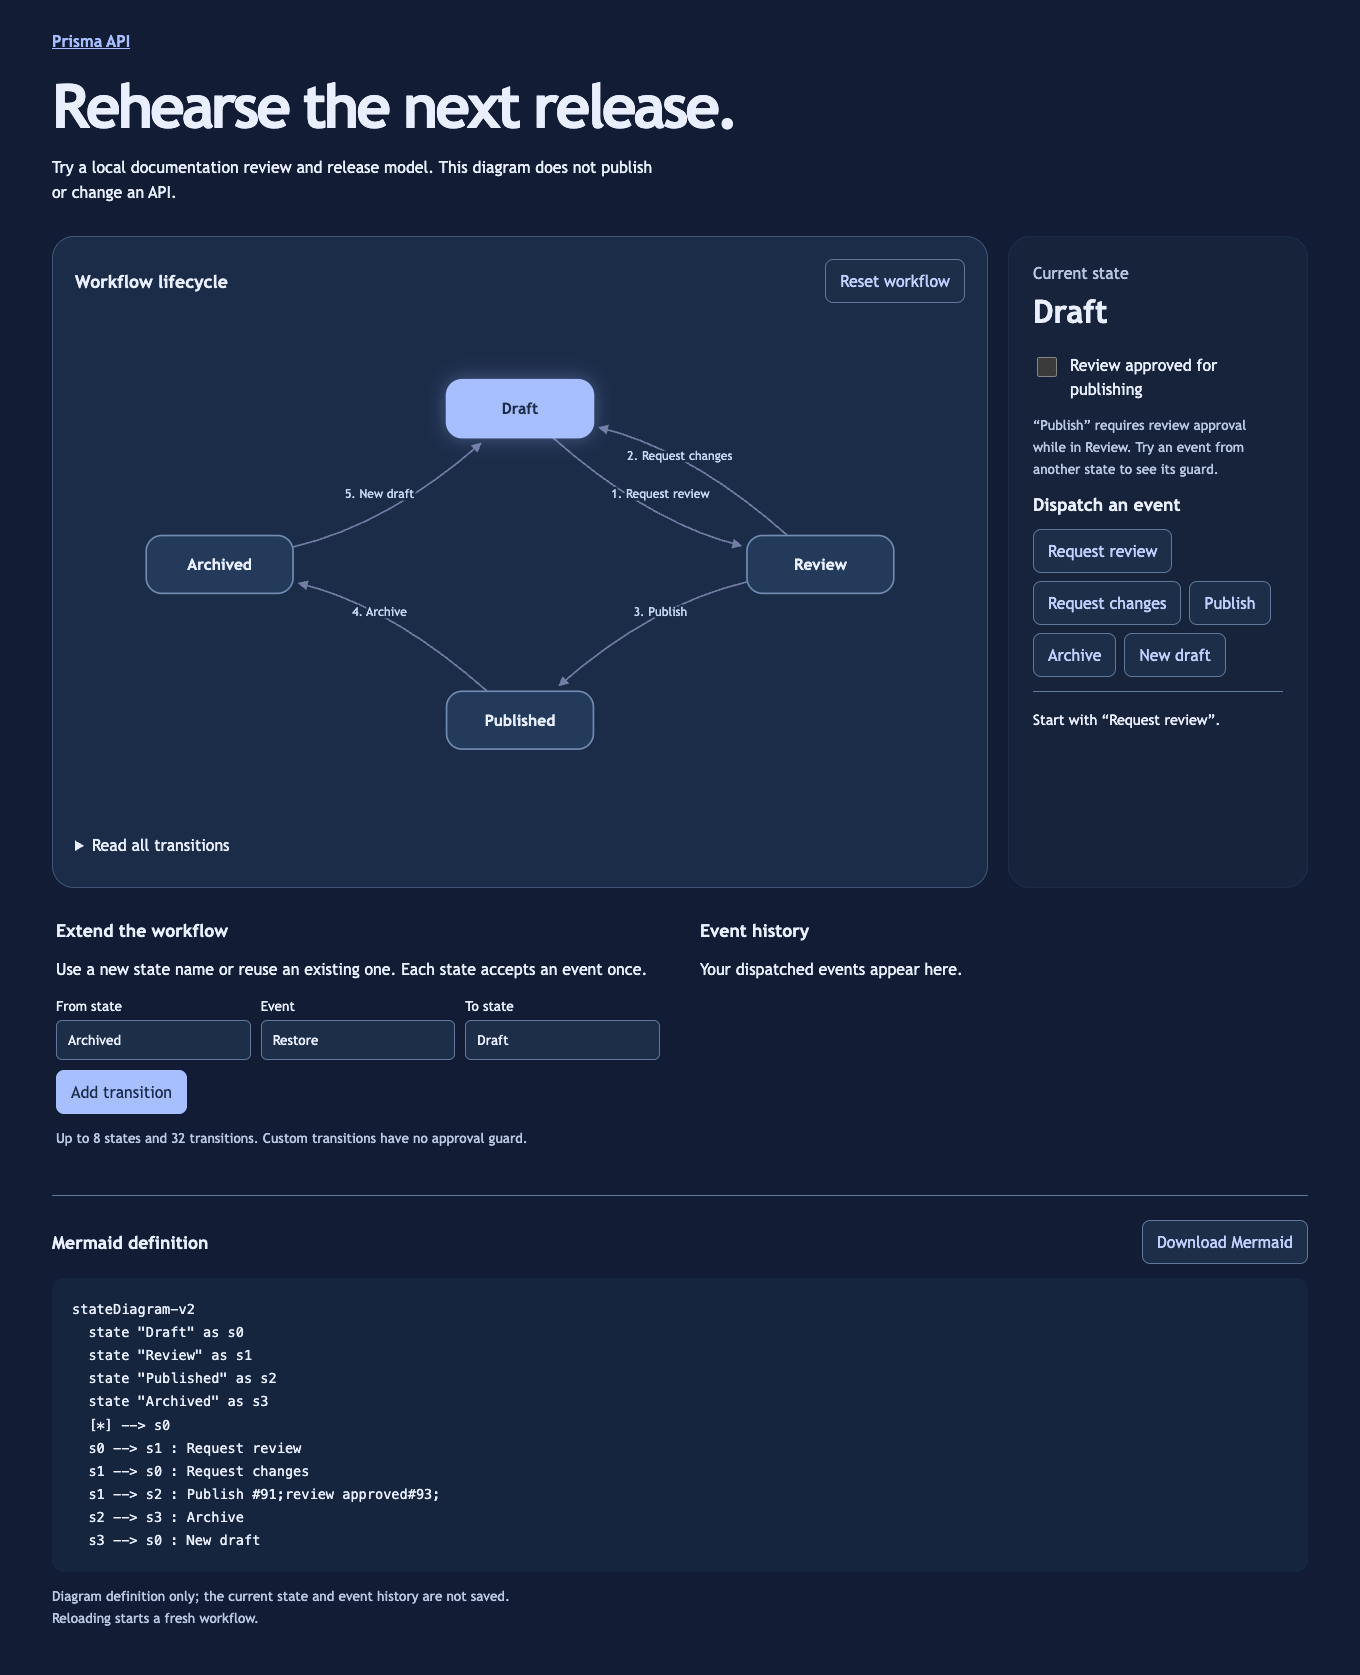 Prisma API
Rehearse the next release.
Try a local documentation review and release model. This diagram does not publish
or change an API.
Workflow lifecycle
Reset workflow
Draft
2. Request changes
5. New draft
1. Request review
Archived
Review
4. Archive
3. Publish
Published
▶ Read all transitions
Current state
Draft
Review approved for
publishing
“Publish” requires review approval
while in Review. Try an event from
another state to see its guard.
Dispatch an event
Request review
Request changes
Publish
Archive
New draft
Start with “Request review”.
Extend the workflow
Use a new state name or reuse an existing one. Each state accepts an event once.
From state
Event
To state
Archived
Restore
Draft
Add transition
Up to 8 states and 32 transitions. Custom transitions have no approval guard.
Event history
Your dispatched events appear here.
Mermaid definition
Download Mermaid
stateDiagram-v2
  state "Draft" as s0
  state "Review" as s1
  state "Published" as s2
  state "Archived" as s3
  [*] --> s0
  s0 --> s1 : Request review
  s1 --> s0 : Request changes
  s1 --> s2 : Publish #91;review approved#93;
  s2 --> s3 : Archive
  s3 --> s0 : New draft
Diagram definition only; the current state and event history are not saved.
Reloading starts a fresh workflow.